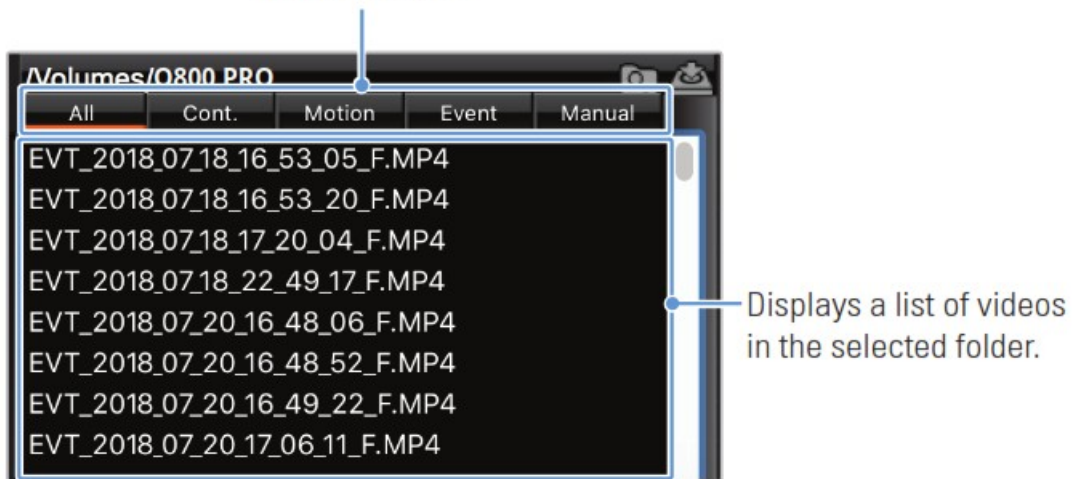 /Volumes/Q800 PRO
All Cont. Motion Event Manual
EVT_2018_07_18_16_53_05_F.MP4
EVT_2018_07_18_16_53_20_F.MP4
EVT_2018_07_18_17_20_04_F.MP4
EVT_2018_07_18_22_49_17_F.MP4
EVT_2018_07_20_16_48_06_F.MP4
EVT_2018_07_20_16_48_52_F.MP4
EVT_2018_07_20_16_49_22_F.MP4
EVT_2018_07_20_17_06_11_F.MP4
Displays a list of videos
in the selected folder.